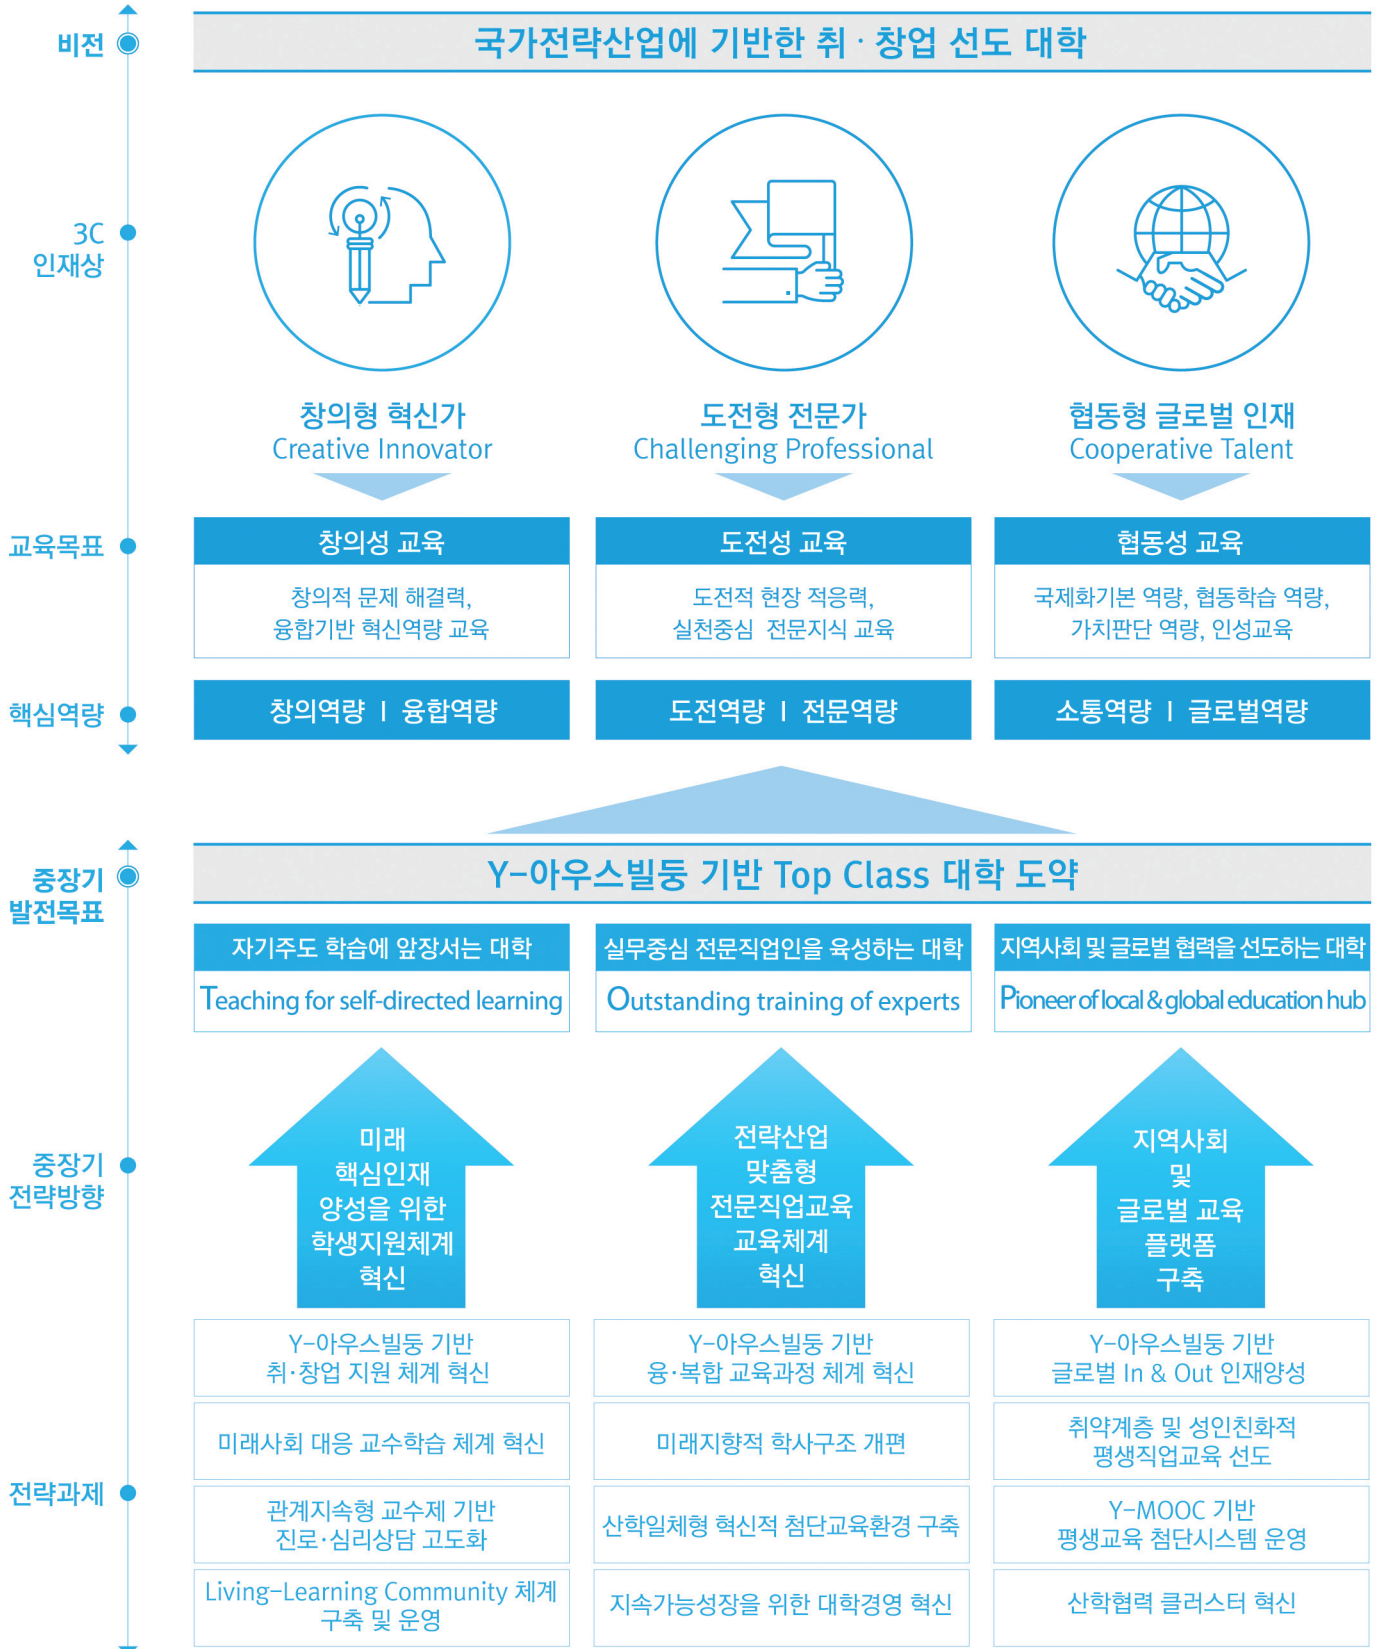 비전
국가전략산업에 기반한 취 · 창업 선도 대학
3C
인재상
창의형 혁신가
Creative Innovator
도전형 전문가
Challenging Professional
협동형 글로벌 인재
Cooperative Talent
교육목표
창의성 교육
창의적 문제 해결력,
융합기반 혁신역량 교육
도전성 교육
도전적 현장 적응력,
실천중심 전문지식 교육
협동성 교육
국제화기본 역량, 협동학습 역량,
가치판단 역량, 인성교육
핵심역량
창의역량 | 융합역량
도전역량 | 전문역량
소통역량 | 글로벌역량
중장기
발전목표
Y-아우스빌둥 기반 Top Class 대학 도약
자기주도 학습에 앞장서는 대학
Teaching for self-directed learning
실무중심 전문직업인을 육성하는 대학
Outstanding training of experts
지역사회 및 글로벌 협력을 선도하는 대학
Pioneer of local & global education hub
중장기
전략방향
미래
핵심인재
양성을 위한
학생지원체계
혁신
전략산업
맞춤형
전문직업교육
교육체계
혁신
지역사회
및
글로벌 교육
플랫폼
구축
전략과제
Y-아우스빌둥 기반
취·창업 지원 체계 혁신
미래사회 대응 교수학습 체계 혁신
관계지속형 교수제 기반
진로·심리상담 고도화
Living-Learning Community 체계
구축 및 운영
Y-아우스빌둥 기반
융·복합 교육과정 체계 혁신
미래지향적 학사구조 개편
산학일체형 혁신적 첨단교육환경 구축
지속가능성장을 위한 대학경영 혁신
Y-아우스빌둥 기반
글로벌 In & Out 인재양성
취약계층 및 성인친화적
평생직업교육 선도
Y-MOOC 기반
평생교육 첨단시스템 운영
산학협력 클러스터 혁신